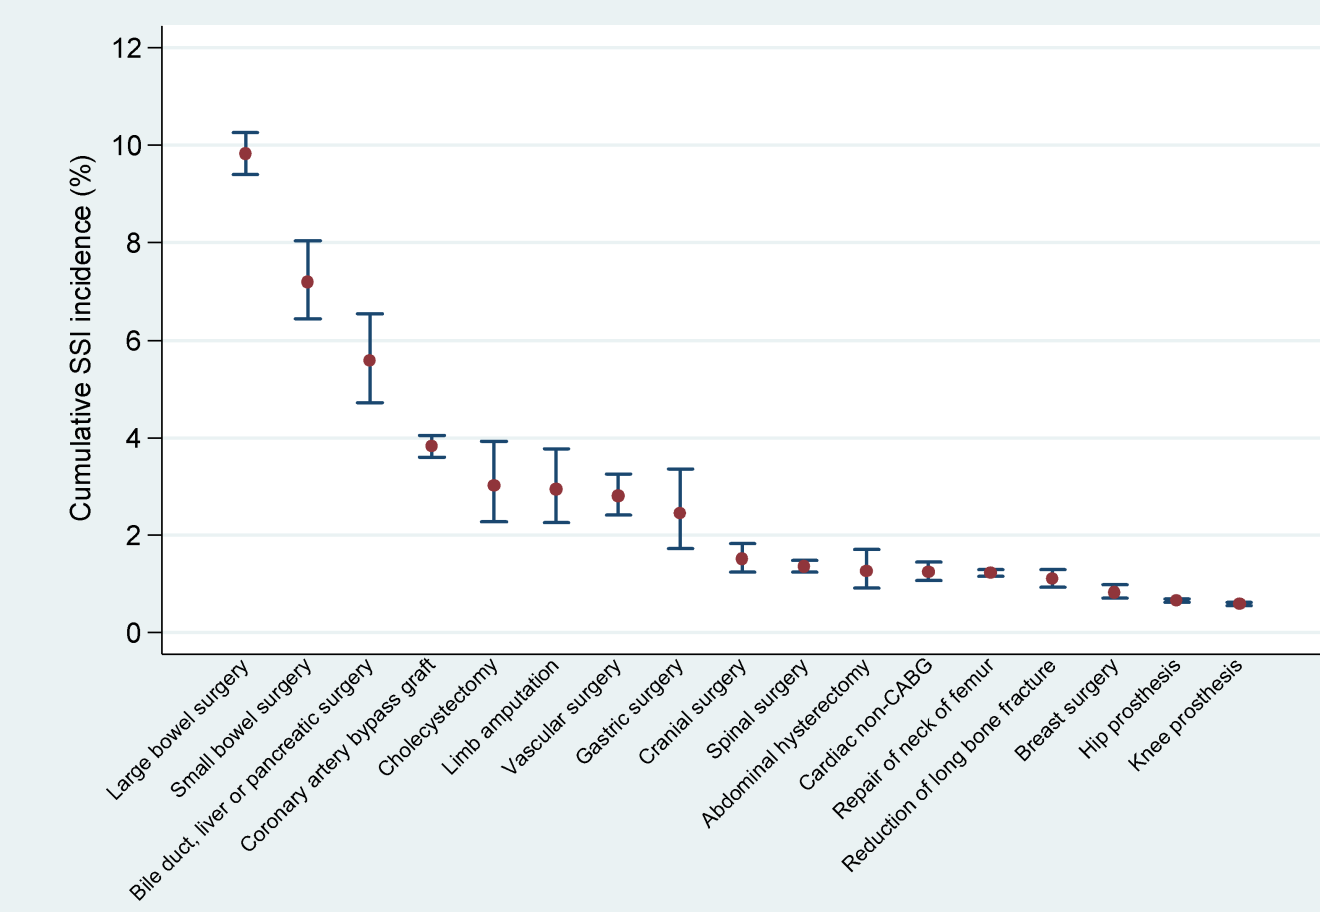 Cumulative SSI incidence (%)
12
10
8
6
4
2
0
Large bowel surgery
Small bowel surgery
Bile duct, liver or pancreatic surgery
Coronary artery bypass graft
Cholecystectomy
Limb amputation
Vascular surgery
Gastric surgery
Cranial surgery
Spinal surgery
Abdominal hysterectomy
Cardiac non-CABG
Repair of neck of femur
Reduction of long bone fracture
Breast surgery
Hip prosthesis
Knee prosthesis